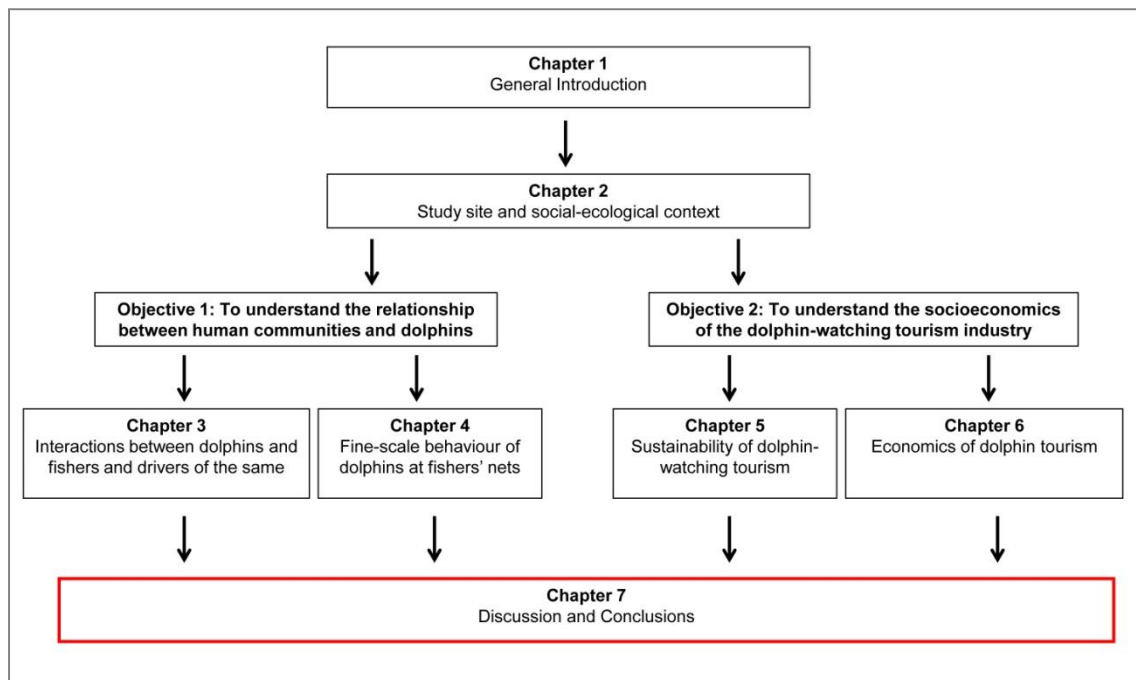 Chapter 1
General Introduction
Chapter 2
Study site and social-ecological context
Objective 1: To understand the relationship
between human communities and dolphins
Objective 2: To understand the socioeconomics
of the dolphin-watching tourism industry
Chapter 3
Interactions between dolphins and
fishers and drivers of the same
Chapter 4
Fine-scale behaviour of
dolphins at fishers' nets
Chapter 5
Sustainability of dolphin-
watching tourism
Chapter 6
Economics of dolphin tourism
Chapter 7
Discussion and Conclusions